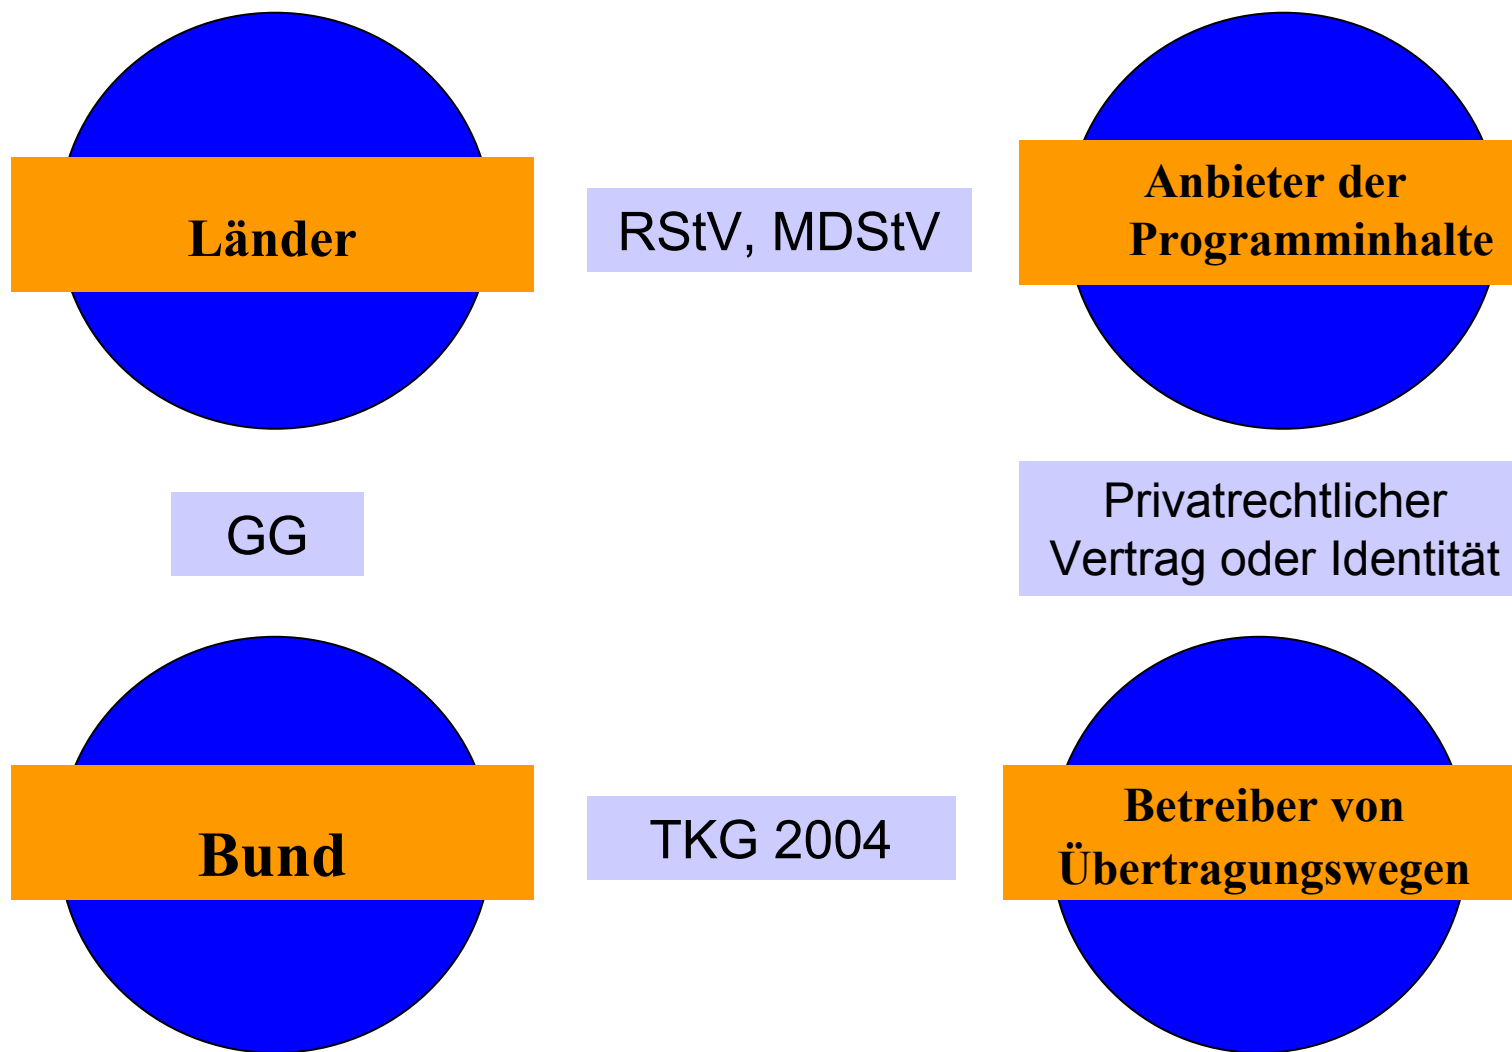 Länder
RStV, MDStV
Anbieter der
Programminhalte
GG
Privatrechtlicher
Vertrag oder Identität
Bund
TKG 2004
Betreiber von
Übertragungswegen